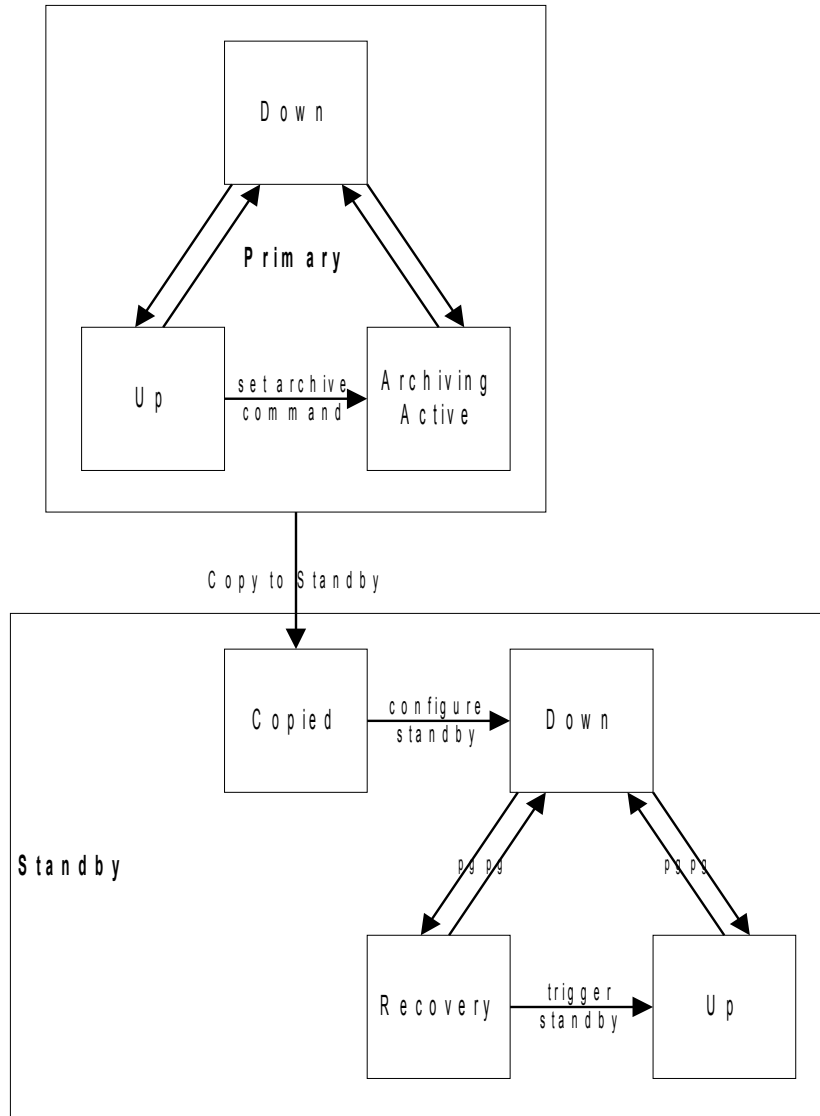 Down
Primary
Up
set archive
command
Archiving
Active
Copy to Standby
Copied
configure
standby
Down
Standby
pg pg
pg pg
Recovery
trigger
standby
Up